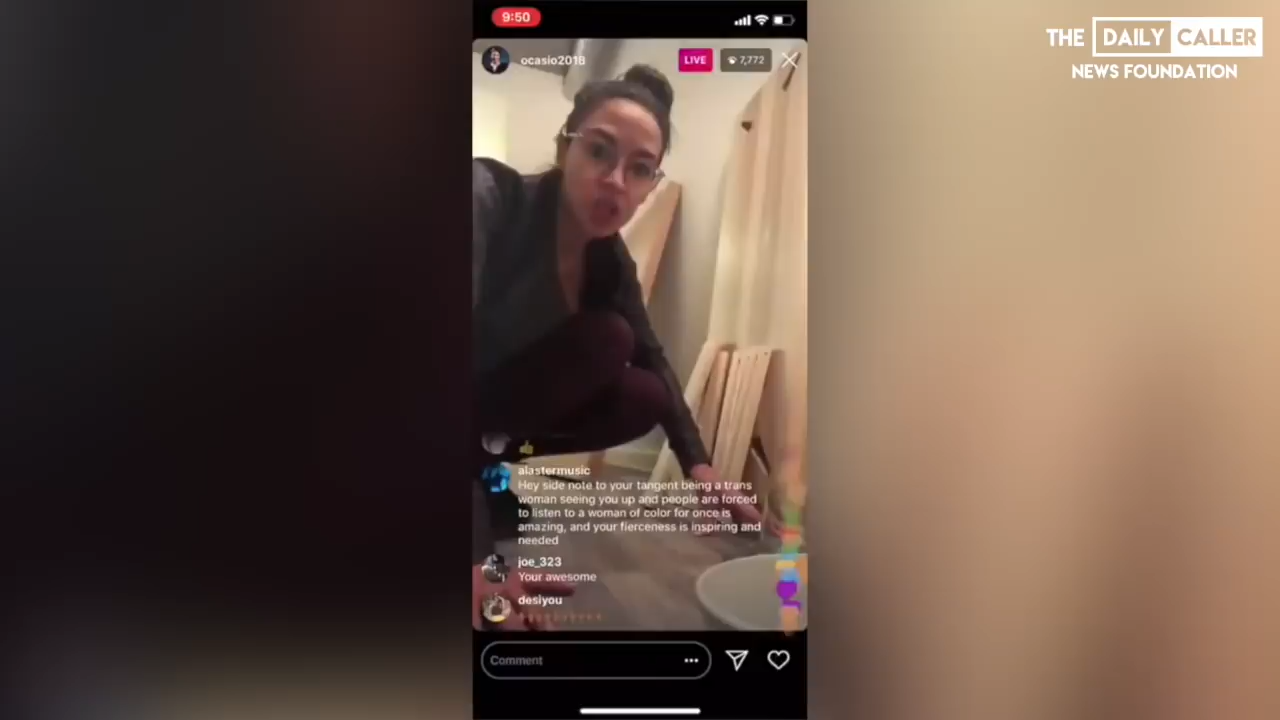 THE DAILY CALLER
NEWS FOUNDATION
9:50
ocasio2018
LIVE
7,772
alastermusic
Hey side note to your tangent being a trans
woman seeing you up and people are forced
to listen to a woman of color for once is
amazing, and your fierceness is inspiring and
needed
joe_323
Your awesome
desiyou
Comment